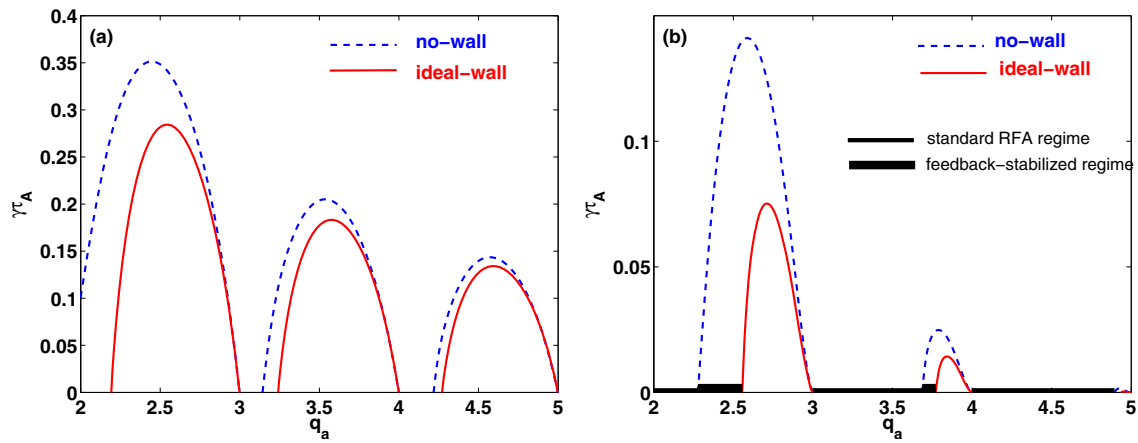 (a)
no−wall
ideal−wall
0.4
0.35
0.3
0.25
0.2
0.15
0.1
0.05
0
γτA
2 2.5 3 3.5 4 4.5 5
q_a
(b)
no−wall
ideal−wall
standard RFA regime
feedback−stabilized regime
0.1
0.05
0
γτA
2 2.5 3 3.5 4 4.5 5
q_a